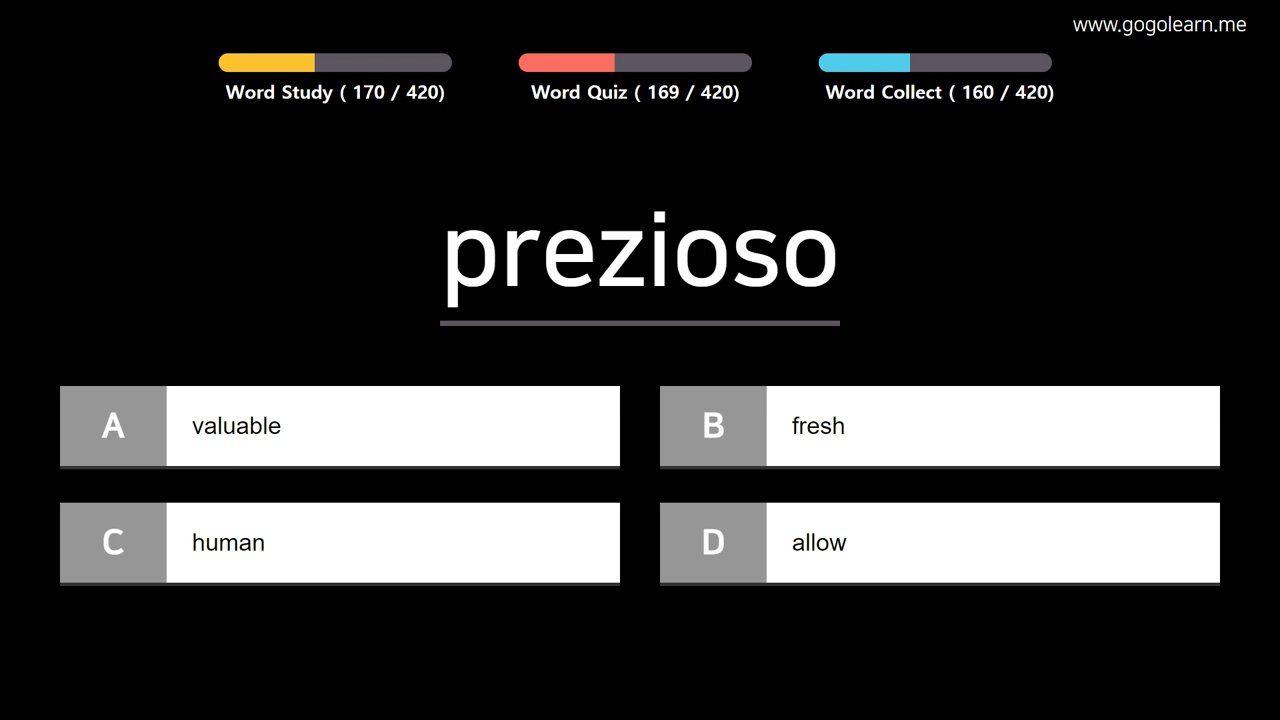 www.gogolearn.me
Word Study ( 170 / 420)
Word Quiz ( 169 / 420)
Word Collect ( 160 / 420)
prezioso
A valuable
B fresh
C human
D allow